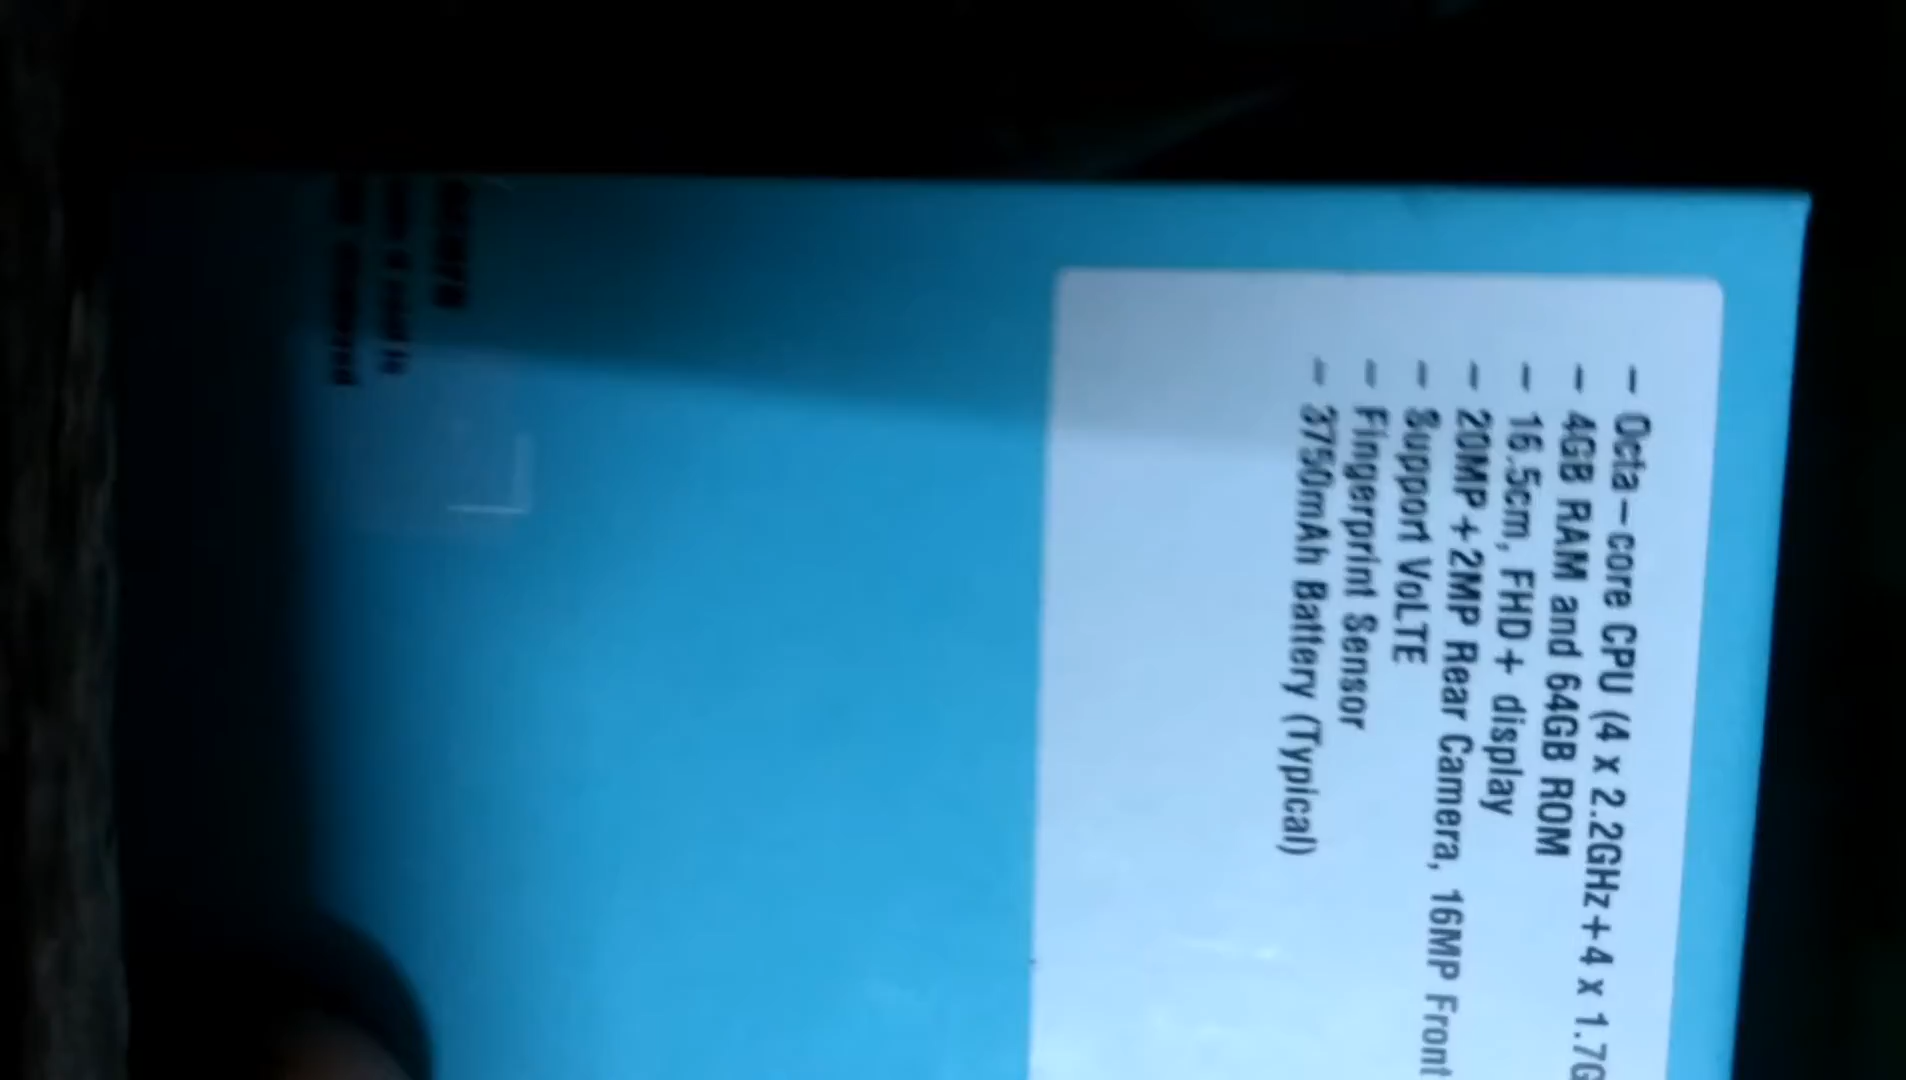 - Octa-core CPU (4 x 2.2GHz+4 x 1.7G
- 4GB RAM and 64GB ROM
- 16.5cm, FHD+ display
- 20MP+2MP Rear Camera, 16MP Front
- Support VoLTE
- Fingerprint Sensor
- 3750mAh Battery (Typical)